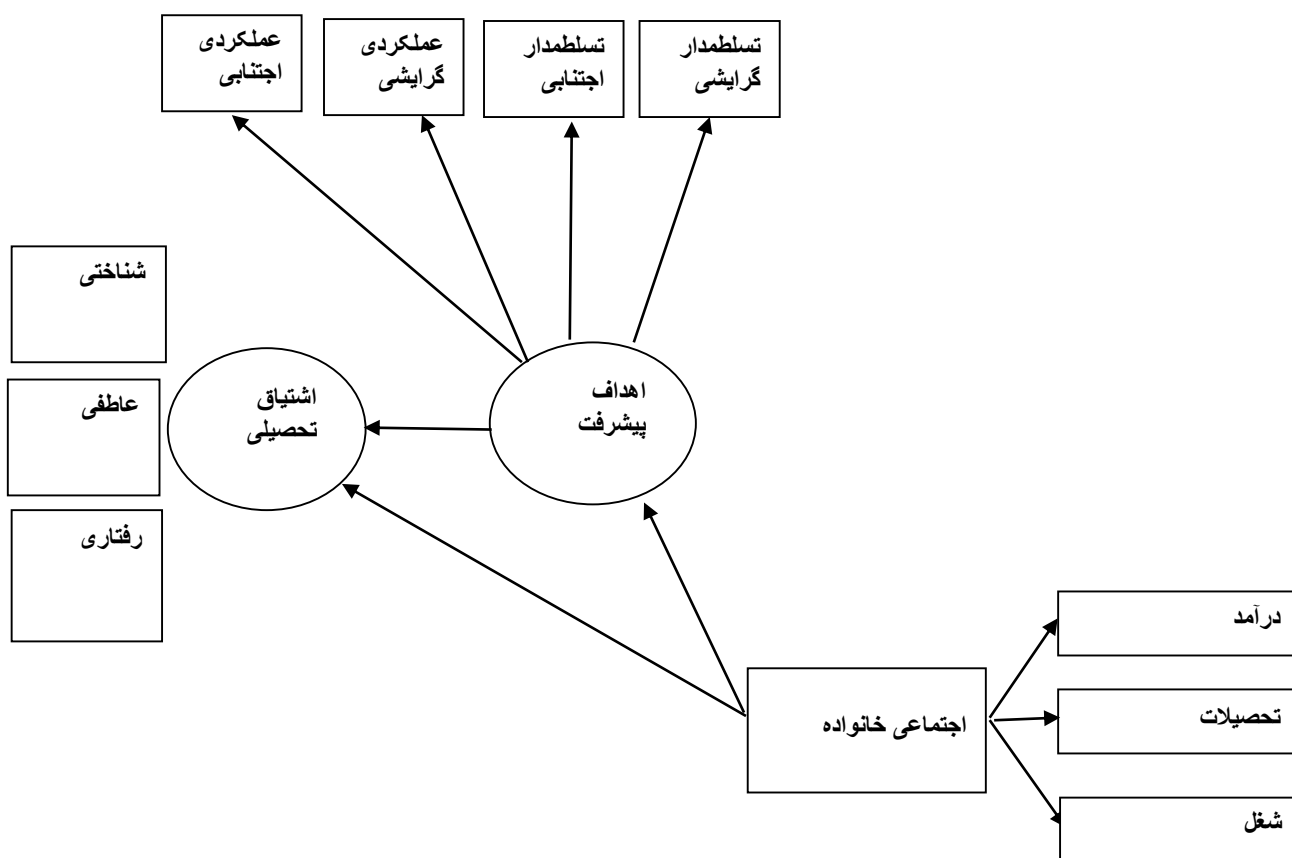 تسلطمدار
گرایشی
تسلطمدار
اجتنابی
عملکردی
گرایشی
عملکردی
اجتنابی
شناختی
عاطفی
رفتاری
اشتیاق
تحصیلی
اهداف
پیشرفت
اجتماعی خانواده
درآمد
تحصیلات
شغل